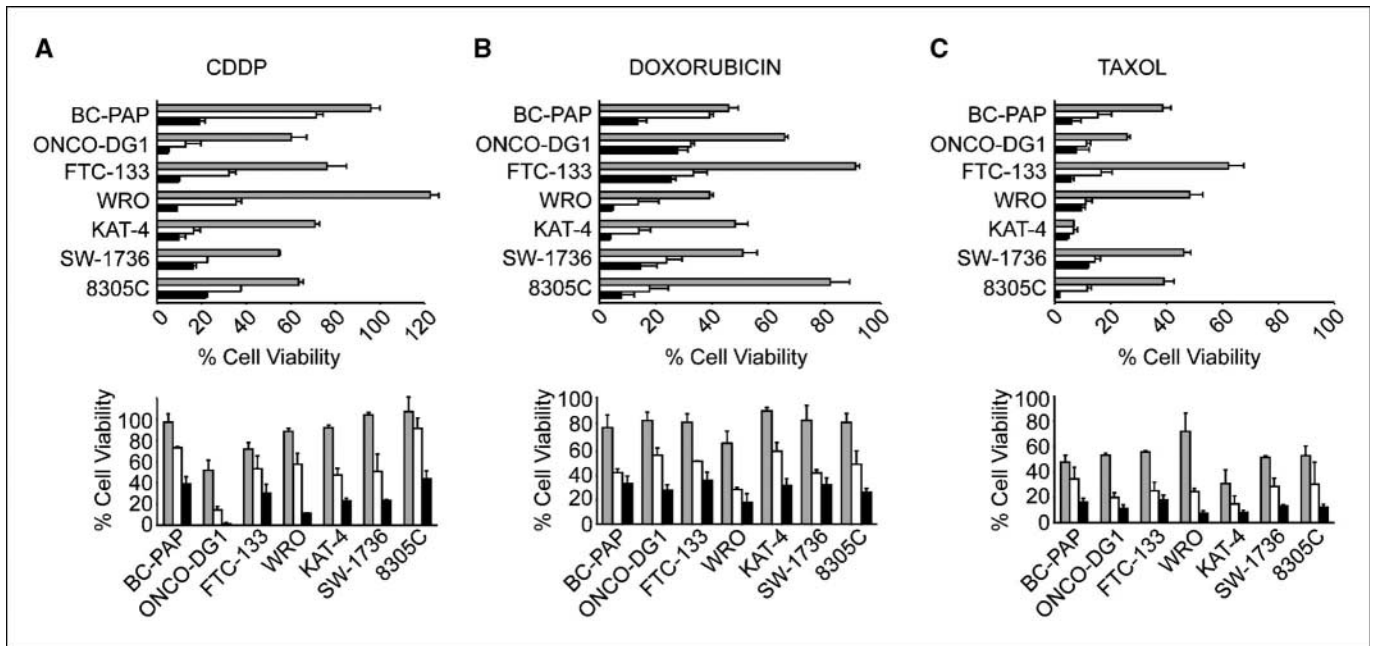 A
CDDP
BC-PAP
ONCO-DG1
FTC-133
WRO
KAT-4
SW-1736
8305C
0 20 40 60 80 100 120
% Cell Viability
% Cell Viability
100
80
60
40
20
0
BC-PAP ONCO-DG1 FTC-133 WRO KAT-4 SW-1736 8305C
B
DOXORUBICIN
BC-PAP
ONCO-DG1
FTC-133
WRO
KAT-4
SW-1736
8305C
0 20 40 60 80 100
% Cell Viability
% Cell Viability
100
80
60
40
20
0
BC-PAP ONCO-DG1 FTC-133 WRO KAT-4 SW-1736 8305C
C
TAXOL
BC-PAP
ONCO-DG1
FTC-133
WRO
KAT-4
SW-1736
8305C
0 20 40 60 80 100
% Cell Viability
% Cell Viability
100
80
60
40
20
0
BC-PAP ONCO-DG1 FTC-133 WRO KAT-4 SW-1736 8305C